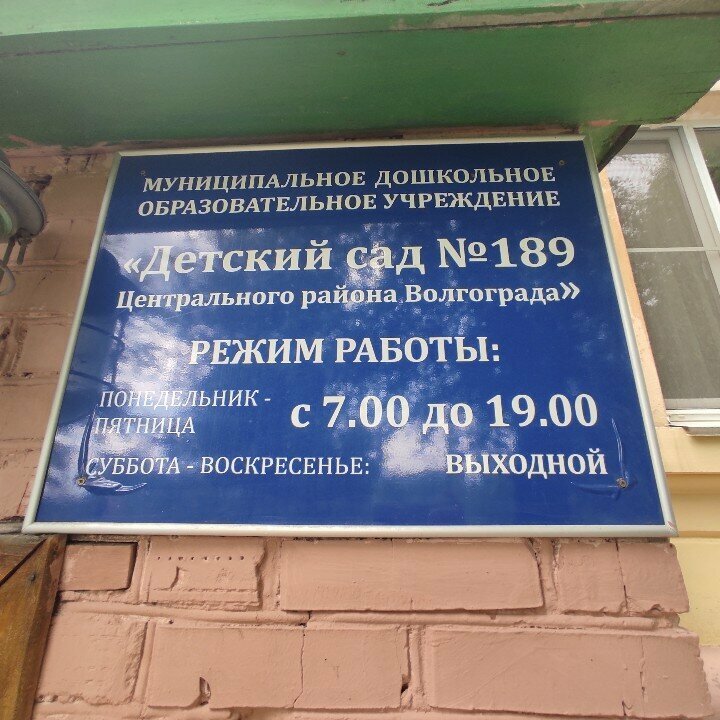 МУНИЦИПАЛЬНОЕ ДОШКОЛЬНОЕ
ОБРАЗОВАТЕЛЬНОЕ УЧРЕЖДЕНИЕ
«Детский сад №189
Центрального района Волгограда»
РЕЖИМ РАБОТЫ:
ПОНЕДЕЛЬНИК -
ПЯТНИЦА
с 7.00 до 19.00
СУББОТА - ВОСКРЕСЕНЬЕ: ВЫХОДНОЙ